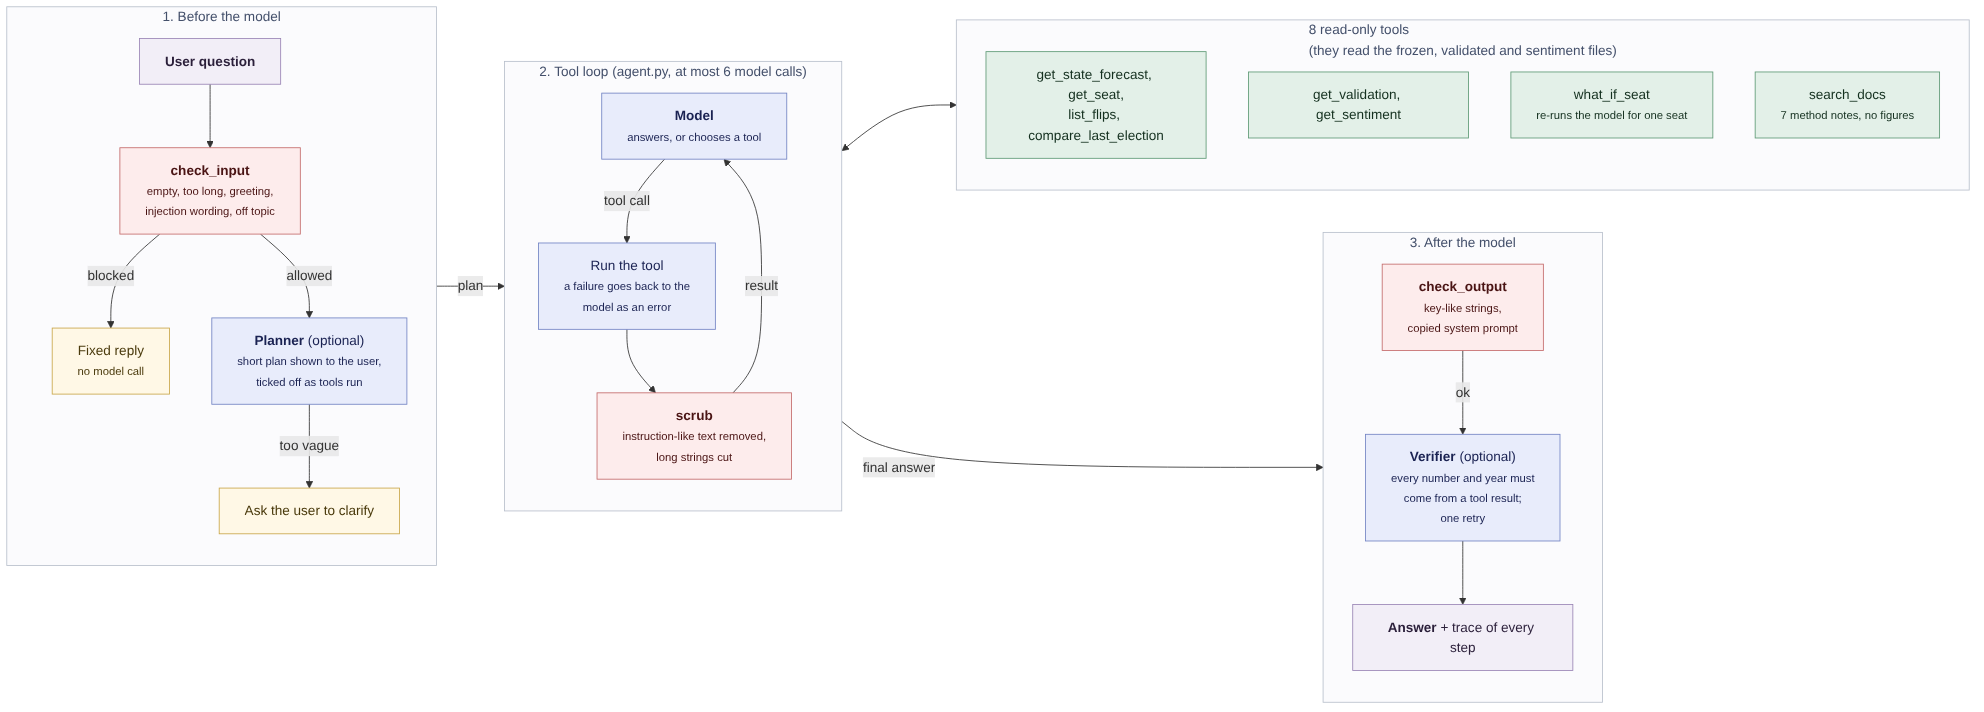 1. Before the model
User question
check_input
empty, too long, greeting,
injection wording, off topic
blocked
allowed
Fixed reply
no model call
Planner (optional)
short plan shown to the user,
ticked off as tools run
too vague
Ask the user to clarify
plan
2. Tool loop (agent.py, at most 6 model calls)
Model
answers, or chooses a tool
tool call
Run the tool
a failure goes back to the
model as an error
result
scrub
instruction-like text removed,
long strings cut
final answer
8 read-only tools
(they read the frozen, validated and sentiment files)
get_state_forecast,
get_seat,
list_flips,
compare_last_election
get_validation,
get_sentiment
what_if_seat
re-runs the model for one seat
search_docs
7 method notes, no figures
3. After the model
check_output
key-like strings,
copied system prompt
ok
Verifier (optional)
every number and year must
come from a tool result;
one retry
Answer + trace of every
step